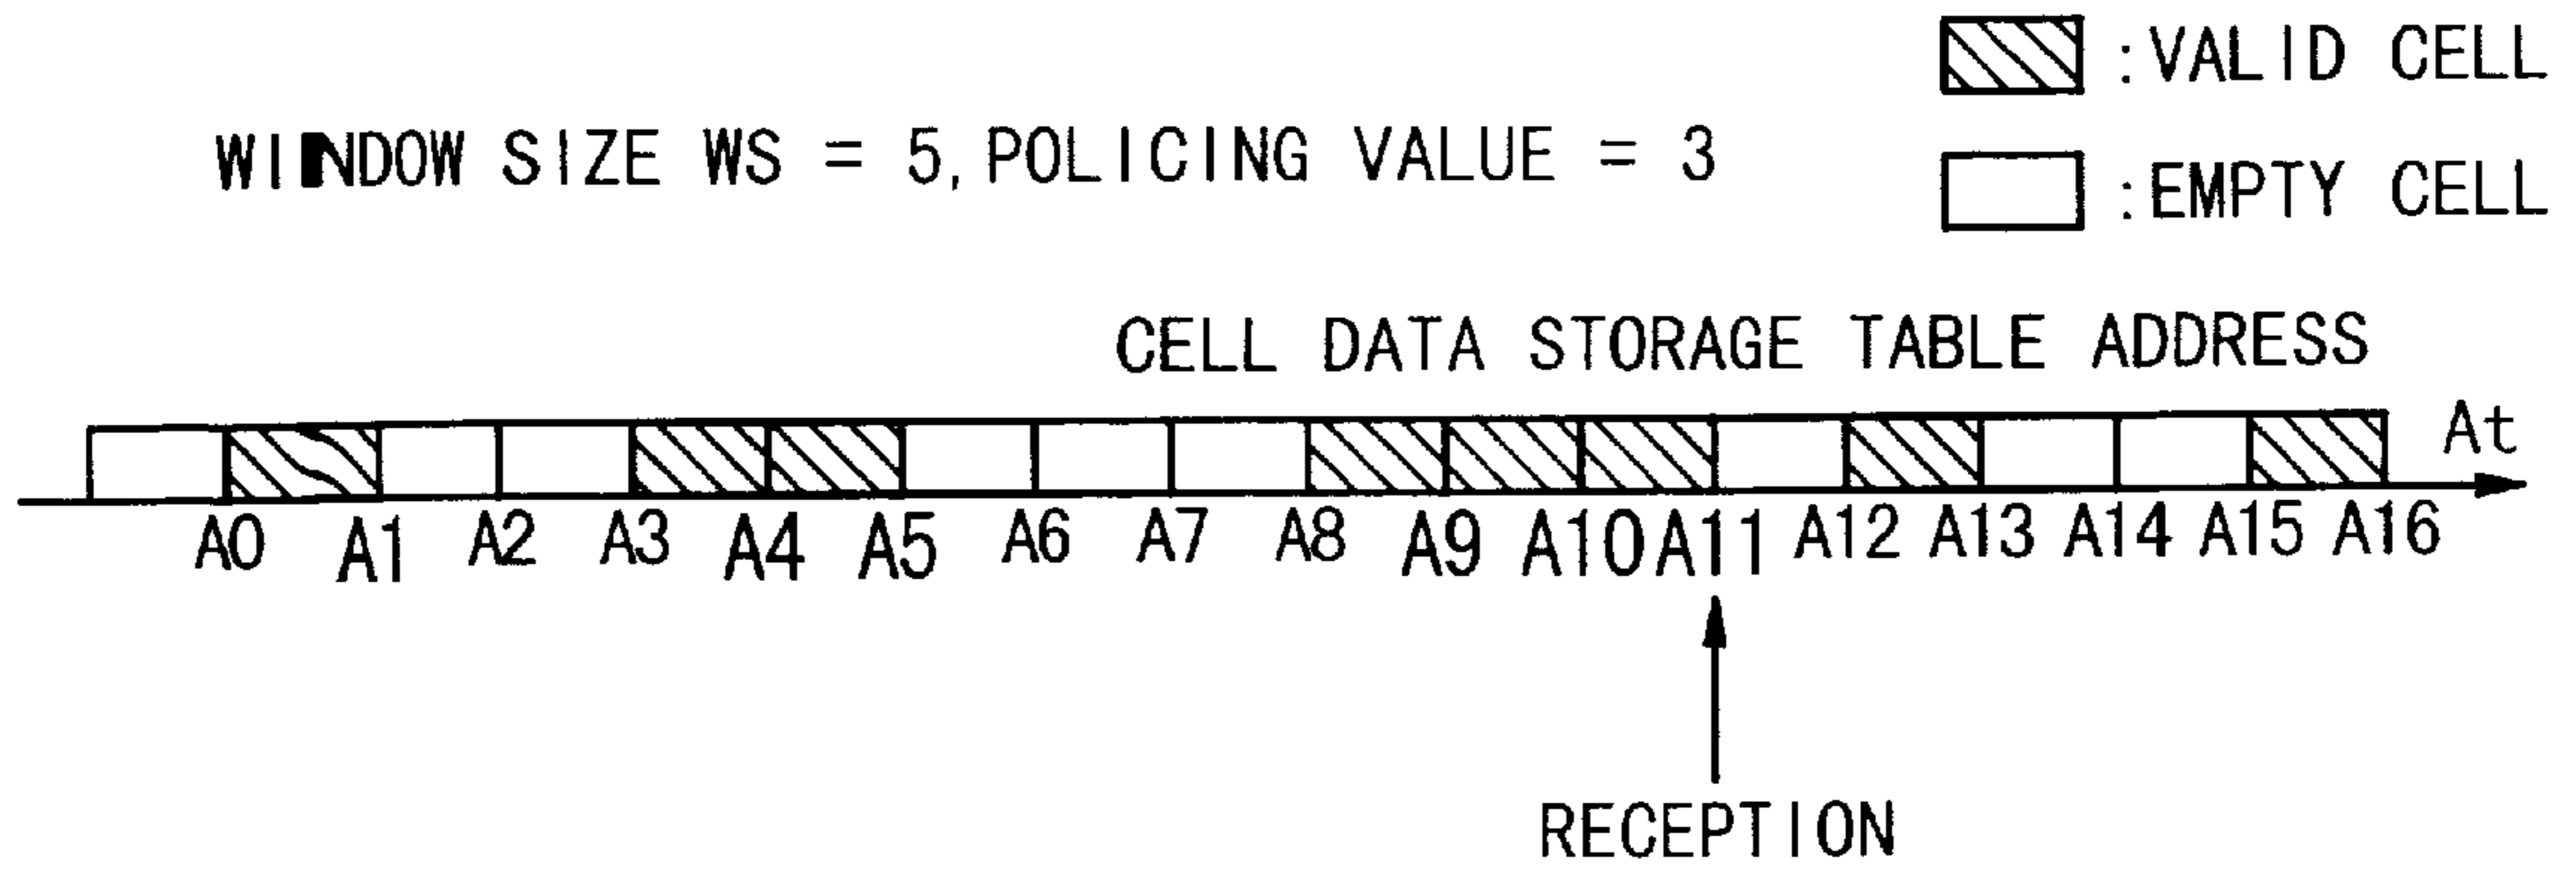 :VALID CELL
WINDOW SIZE WS = 5, POLICING VALUE = 3
:EMPTY CELL
CELL DATA STORAGE TABLE ADDRESS
At
A0 A1 A2 A3 A4 A5 A6 A7 A8 A9 A10 A11 A12 A13 A14 A15 A16
RECEPTION